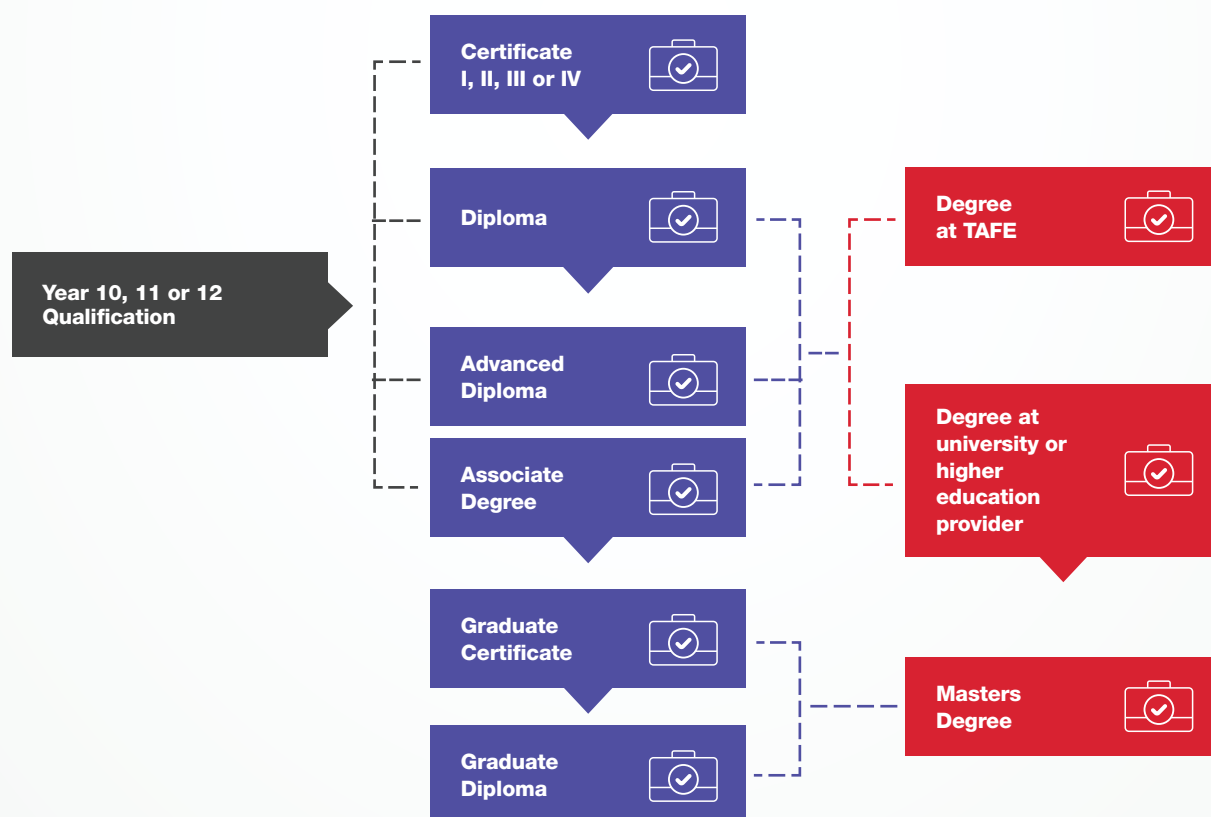 Certificate
I, II, III or IV
Diploma
Degree
at TAFE
Year 10, 11 or 12
Qualification
Advanced
Diploma
Degree at
university or
higher
education
provider
Associate
Degree
Graduate
Certificate
Masters
Degree
Graduate
Diploma